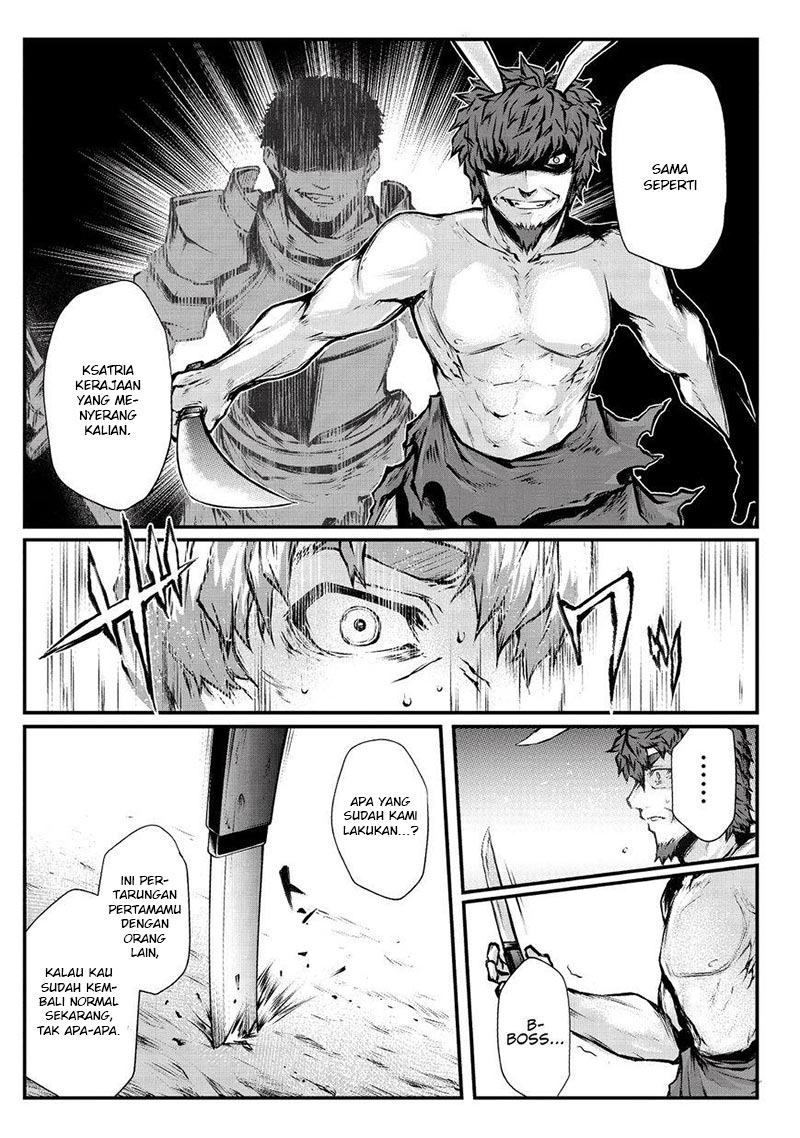 SAMA
SEPERTI
KSATRIA
KERAJAAN
YANG ME-
NYERANG
KALIAN.
.......
B-
BOSS...
APA YANG
SUDAH KAMI
LAKUKAN...?
INI PER-
TARUNGAN
PERTAMAMU
DENGAN
ORANG
LAIN,
KALAU KAU
SUDAH KEM-
BALI NORMAL
SEKARANG,
TAK APA-APA.